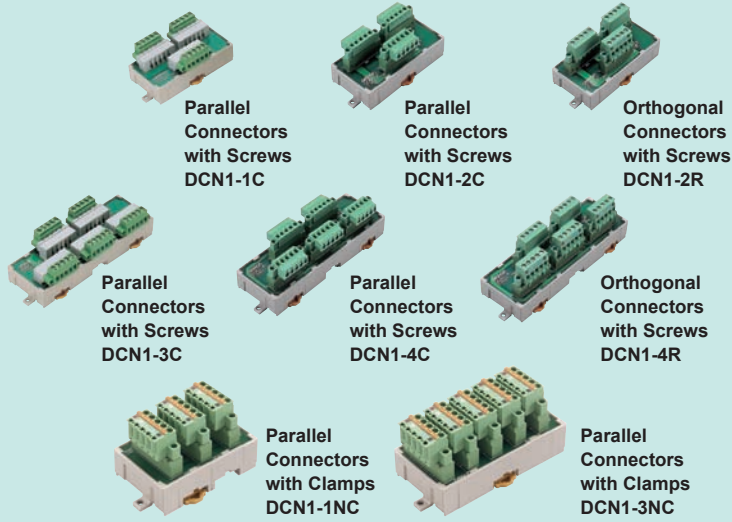 Parallel
Connectors
with Screws
DCN1-1C
Parallel
Connectors
with Screws
DCN1-2C
Orthogonal
Connectors
with Screws
DCN1-2R
Parallel
Connectors
with Screws
DCN1-3C
Parallel
Connectors
with Screws
DCN1-4C
Orthogonal
Connectors
with Screws
DCN1-4R
Parallel
Connectors
with Clamps
DCN1-1NC
Parallel
Connectors
with Clamps
DCN1-3NC